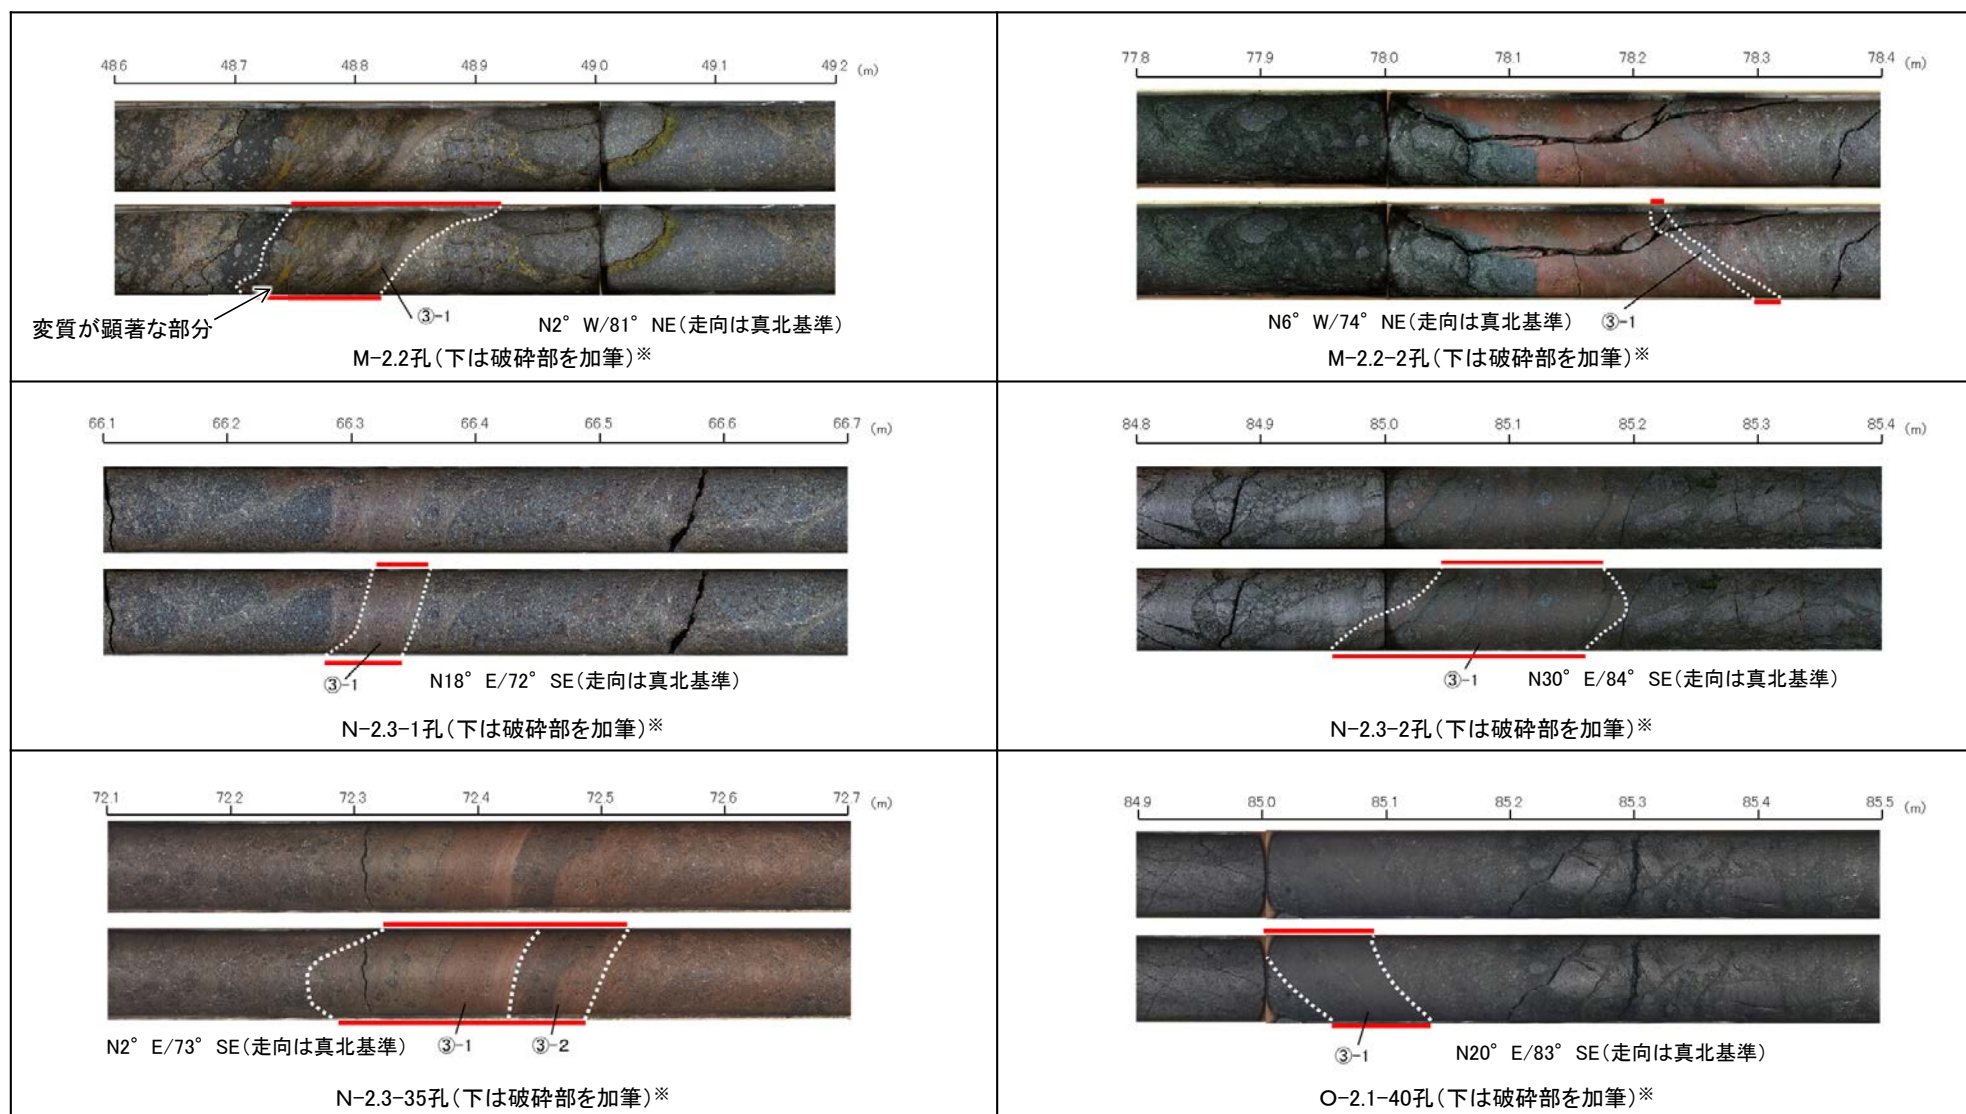 48.6 48.7 48.8 48.9 49.0 49.1 49.2 (m)
変質が顕著な部分
③-1
N2° W/81° NE(走向は真北基準)
M-2.2孔(下は破砕部を加筆)※
77.8 77.9 78.0 78.1 78.2 78.3 78.4 (m)
N6° W/74° NE(走向は真北基準)
③-1
M-2.2-2孔(下は破砕部を加筆)※
66.1 66.2 66.3 66.4 66.5 66.6 66.7 (m)
③-1
N18° E/72° SE(走向は真北基準)
N-2.3-1孔(下は破砕部を加筆)※
84.8 84.9 85.0 85.1 85.2 85.3 85.4 (m)
③-1
N30° E/84° SE(走向は真北基準)
N-2.3-2孔(下は破砕部を加筆)※
72.1 72.2 72.3 72.4 72.5 72.6 72.7 (m)
N2° E/73° SE(走向は真北基準)
③-1 ③-2
N-2.3-35孔(下は破砕部を加筆)※
84.9 85.0 85.1 85.2 85.3 85.4 85.5 (m)
③-1
N20° E/83° SE(走向は真北基準)
O-2.1-40孔(下は破砕部を加筆)※